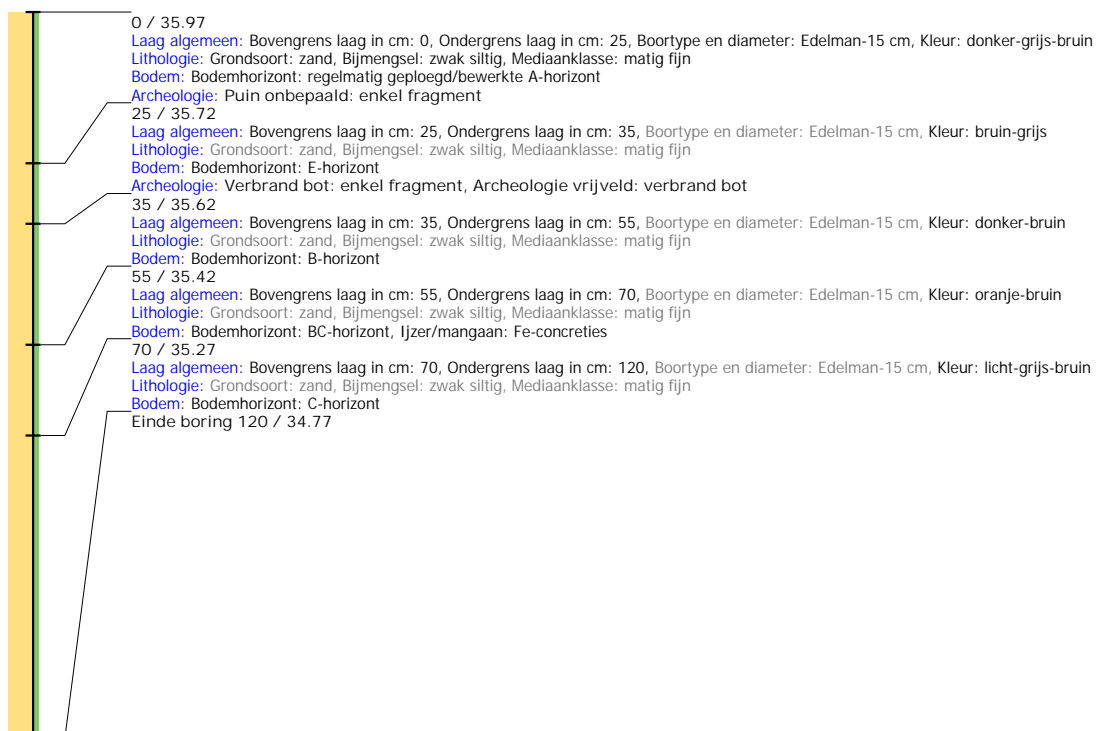 0 / 35.97
Laag algemeen: Bovengrens laag in cm: 0, Ondergrens laag in cm: 25, Boortype en diameter: Edelman-15 cm, Kleur: donker-grijs-bruin
Lithologie: Grondsoort: zand, Bijmengsel: zwak siltig, Mediaanklasse: matig fijn
Bodem: Bodemhorizont: regelmatig geploegd/bewerkte A-horizont
Archeologie: Puin onbepaald: enkel fragment
25 / 35.72
Laag algemeen: Bovengrens laag in cm: 25, Ondergrens laag in cm: 35, Boortype en diameter: Edelman-15 cm, Kleur: bruin-grijs
Lithologie: Grondsoort: zand, Bijmengsel: zwak siltig, Mediaanklasse: matig fijn
Bodem: Bodemhorizont: E-horizont
Archeologie: Verbrand bot: enkel fragment, Archeologie vrijveld: verbrand bot
35 / 35.62
Laag algemeen: Bovengrens laag in cm: 35, Ondergrens laag in cm: 55, Boortype en diameter: Edelman-15 cm, Kleur: donker-bruin
Lithologie: Grondsoort: zand, Bijmengsel: zwak siltig, Mediaanklasse: matig fijn
Bodem: Bodemhorizont: B-horizont
55 / 35.42
Laag algemeen: Bovengrens laag in cm: 55, Ondergrens laag in cm: 70, Boortype en diameter: Edelman-15 cm, Kleur: oranje-bruin
Lithologie: Grondsoort: zand, Bijmengsel: zwak siltig, Mediaanklasse: matig fijn
Bodem: Bodemhorizont: BC-horizont, Ijzer/mangaan: Fe-concreties
70 / 35.27
Laag algemeen: Bovengrens laag in cm: 70, Ondergrens laag in cm: 120, Boortype en diameter: Edelman-15 cm, Kleur: licht-grijs-bruin
Lithologie: Grondsoort: zand, Bijmengsel: zwak siltig, Mediaanklasse: matig fijn
Bodem: Bodemhorizont: C-horizont
Einde boring 120 / 34.77